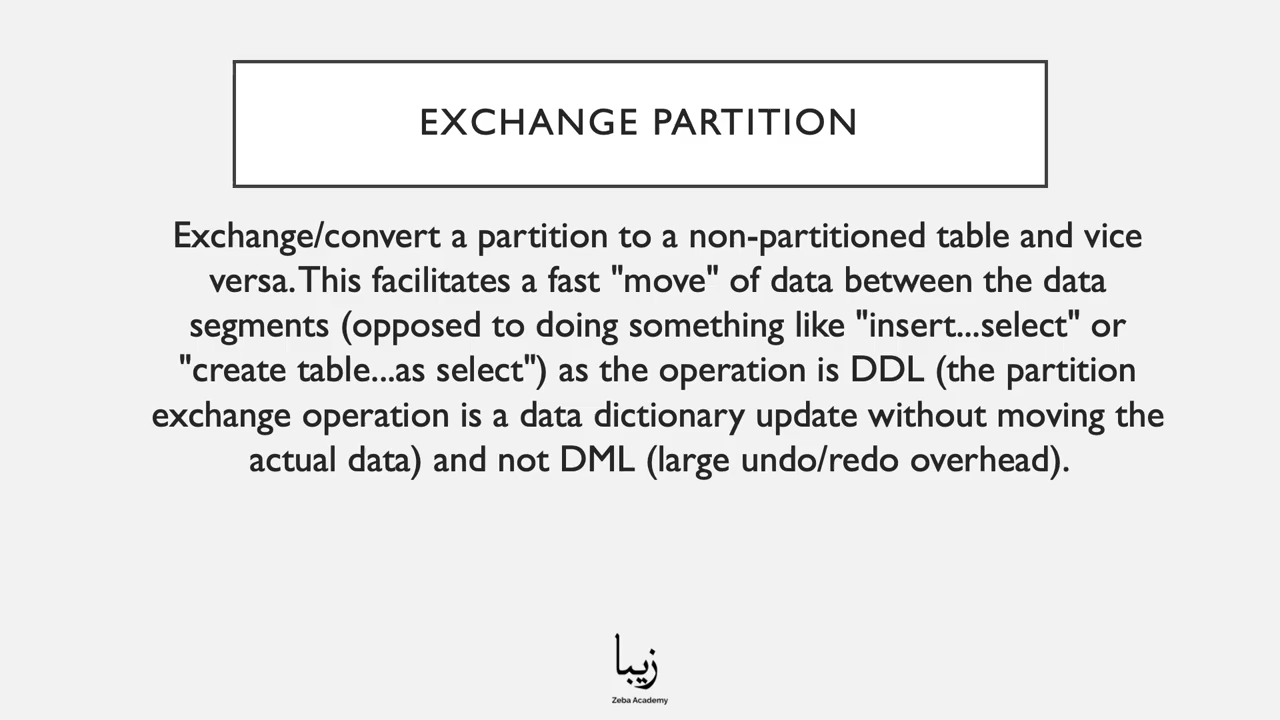 EXCHANGE PARTITION
Exchange/convert a partition to a non-partitioned table and vice
versa. This facilitates a fast "move" of data between the data
segments (opposed to doing something like "insert...select" or
"create table...as select") as the operation is DDL (the partition
exchange operation is a data dictionary update without moving the
actual data) and not DML (large undo/redo overhead).
زیبا
Zeba Academy